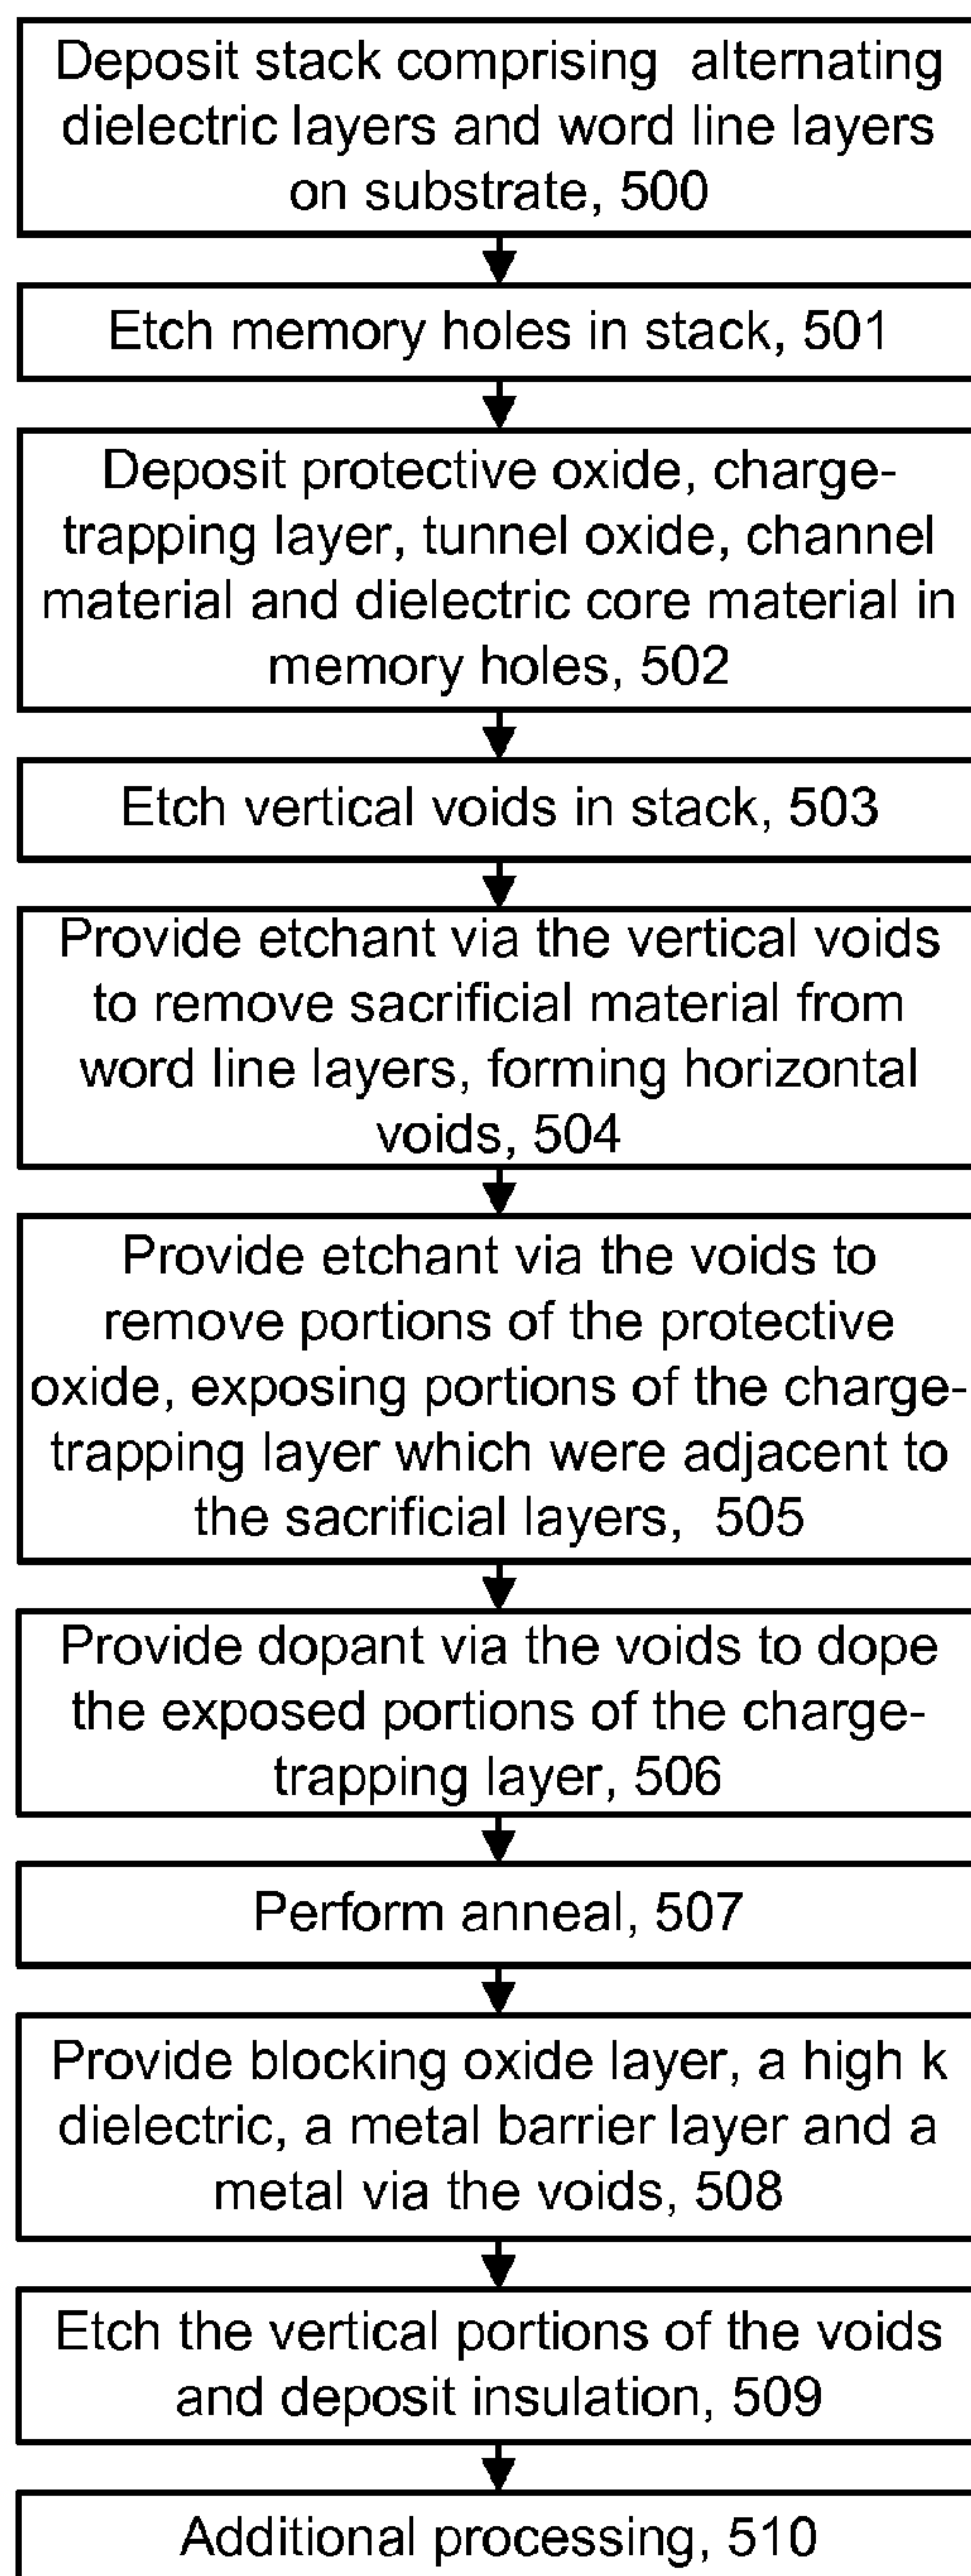 Deposit stack comprising alternating
dielectric layers and word line layers
on substrate, 500
Etch memory holes in stack, 501
Deposit protective oxide, charge-
trapping layer, tunnel oxide, channel
material and dielectric core material in
memory holes, 502
Etch vertical voids in stack, 503
Provide etchant via the vertical voids
to remove sacrificial material from
word line layers, forming horizontal
voids, 504
Provide etchant via the voids to
remove portions of the protective
oxide, exposing portions of the charge-
trapping layer which were adjacent to
the sacrificial layers, 505
Provide dopant via the voids to dope
the exposed portions of the charge-
trapping layer, 506
Perform anneal, 507
Provide blocking oxide layer, a high k
dielectric, a metal barrier layer and a
metal via the voids, 508
Etch the vertical portions of the voids
and deposit insulation, 509
Additional processing, 510